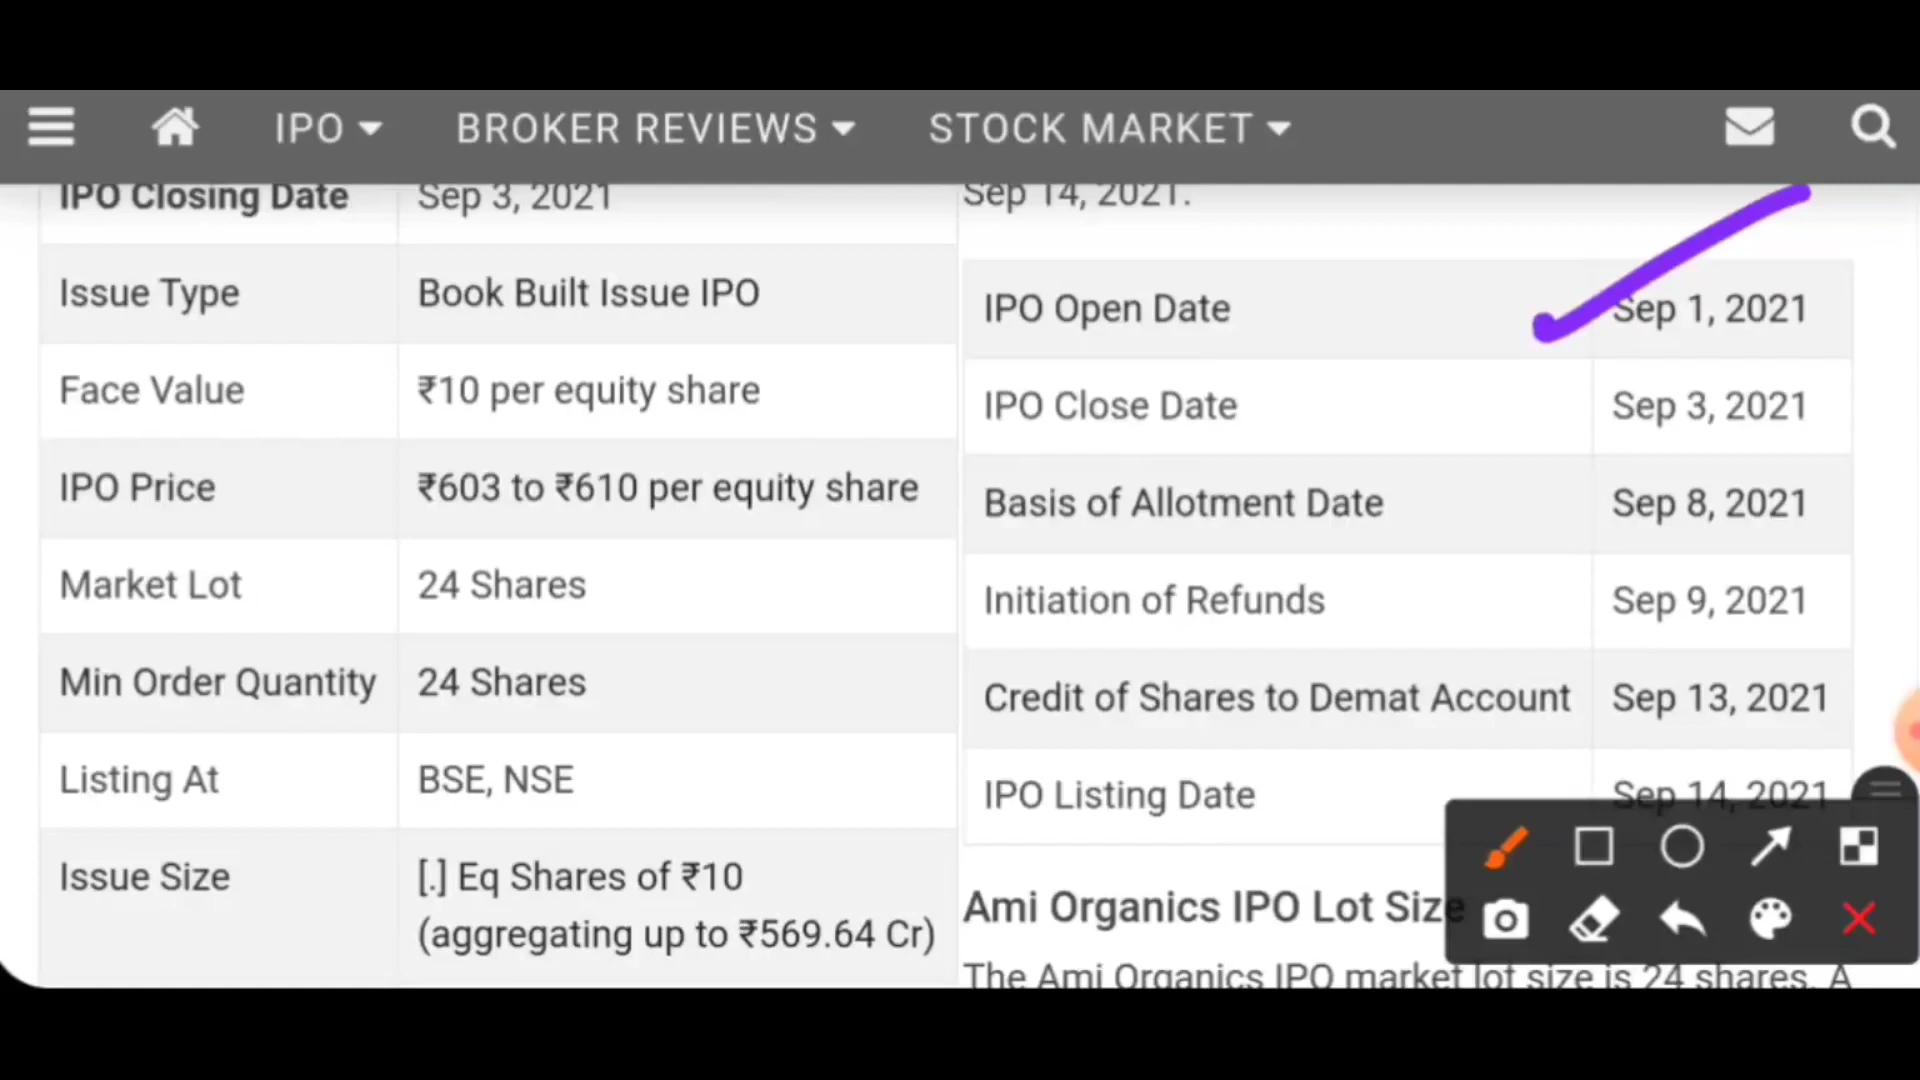 IPO BROKER REVIEWS STOCK MARKET
IPO Closing Date Sep 3, 2021
Issue Type Book Built Issue IPO
Face Value ₹10 per equity share
IPO Price ₹603 to ₹610 per equity share
Market Lot 24 Shares
Min Order Quantity 24 Shares
Listing At BSE, NSE
Issue Size [.] Eq Shares of ₹10
(aggregating up to ₹569.64 Cr)
Sep 14, 2021.
IPO Open Date Sep 1, 2021
IPO Close Date Sep 3, 2021
Basis of Allotment Date Sep 8, 2021
Initiation of Refunds Sep 9, 2021
Credit of Shares to Demat Account Sep 13, 2021
IPO Listing Date Sep 14, 2021
Ami Organics IPO Lot Size
The Ami Organics IPO market lot size is 24 shares. A